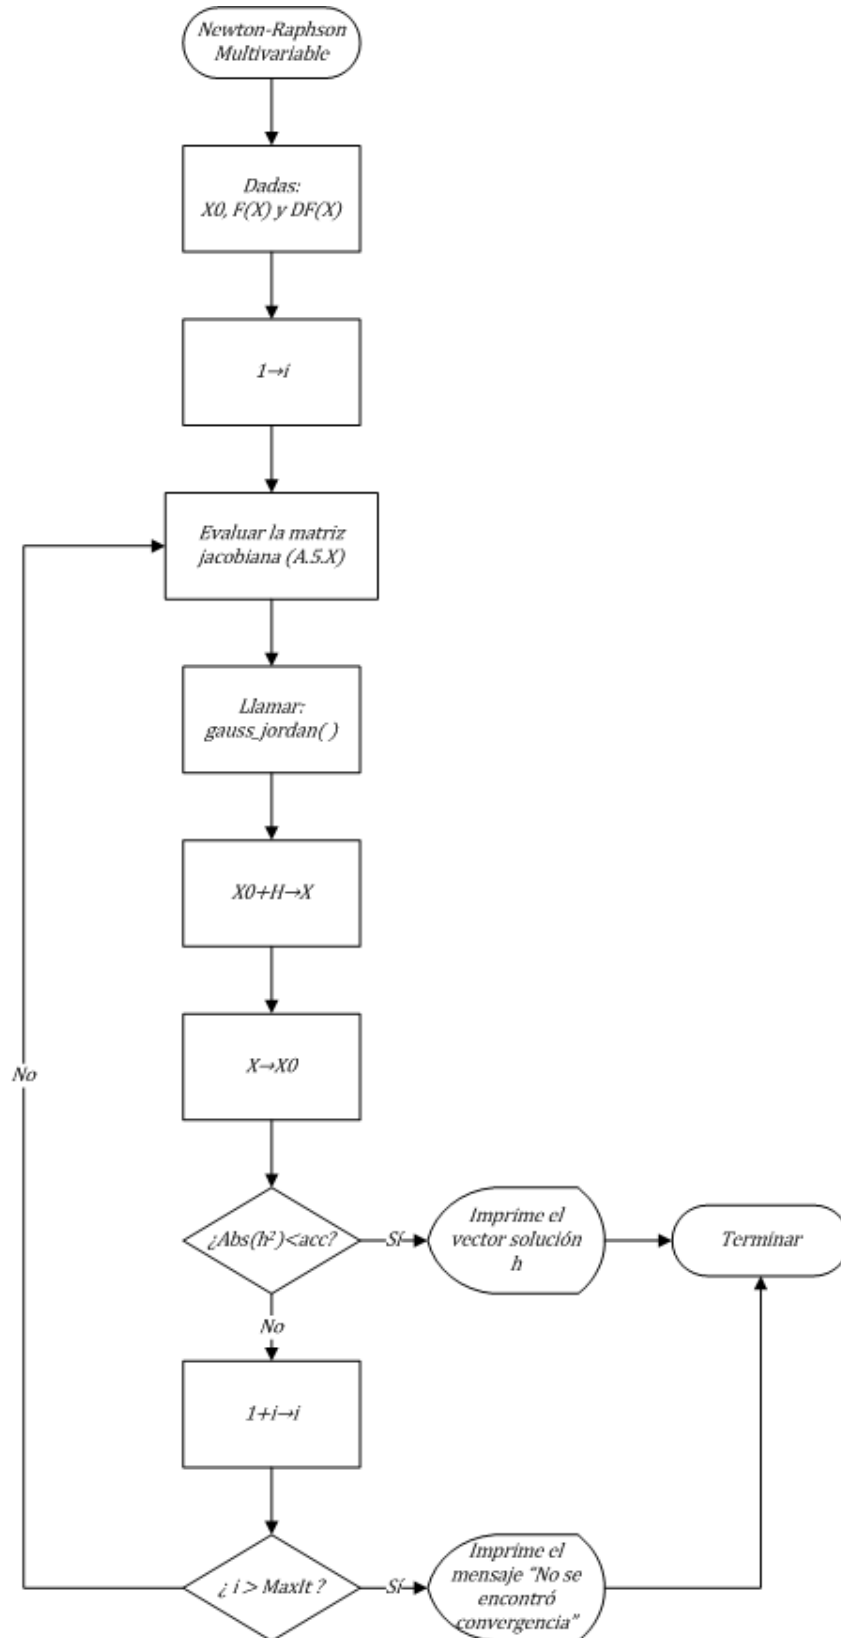 Newton-Raphson
Multivariable
Dadas:
X0, F(X) y DF(X)
1→i
Evaluar la matriz
jacobiana (A.5.X)
Llamar:
gauss_jordan( )
X0+H→X
X→X0
No
¿Abs(h²)<acc?
Sí
Imprime el
vector solución
h
Terminar
No
1+i→i
¿ i > MaxIt ?
Sí
Imprime el
mensaje “No se
encontró
convergencia”